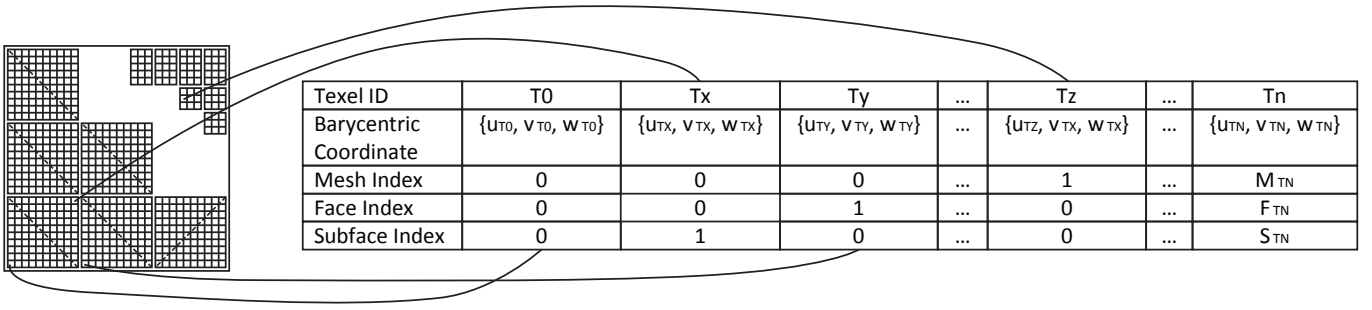 Texel ID T0 Tx Ty ... Tz ... Tn
Barycentric {uT0, vT0, wT0} {uTX, vTX, wTX} {uTY, vTY, wTY} ... {uTZ, vTX, wTX} ... {uTN, vTN, wTN}
Coordinate
Mesh Index 0 0 0 ... 1 ... MTN
Face Index 0 0 1 ... 0 ... FTN
Subface Index 0 1 0 ... 0 ... STN